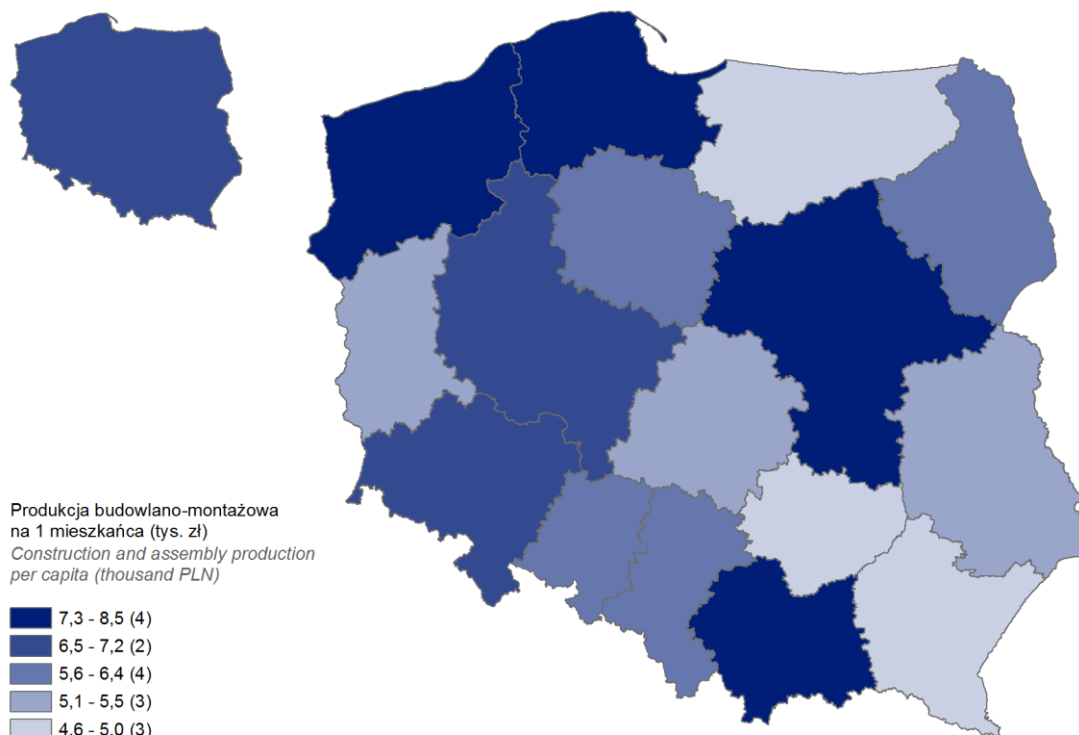 Produkcja budowlano-montażowa
na 1 mieszkańca (tys. zł)
Construction and assembly production
per capita (thousand PLN)
7,3 - 8,5 (4)
6,5 - 7,2 (2)
5,6 - 6,4 (4)
5,1 - 5,5 (3)
4,6 - 5,0 (3)